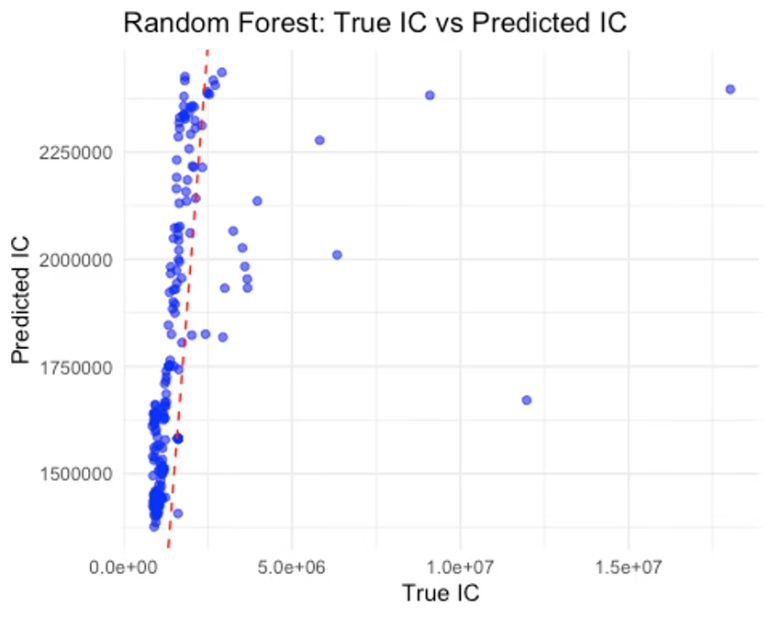 Random Forest: True IC vs Predicted IC
Predicted IC
2250000
2000000
1750000
1500000
0.0e+00 5.0e+06 1.0e+07 1.5e+07
True IC